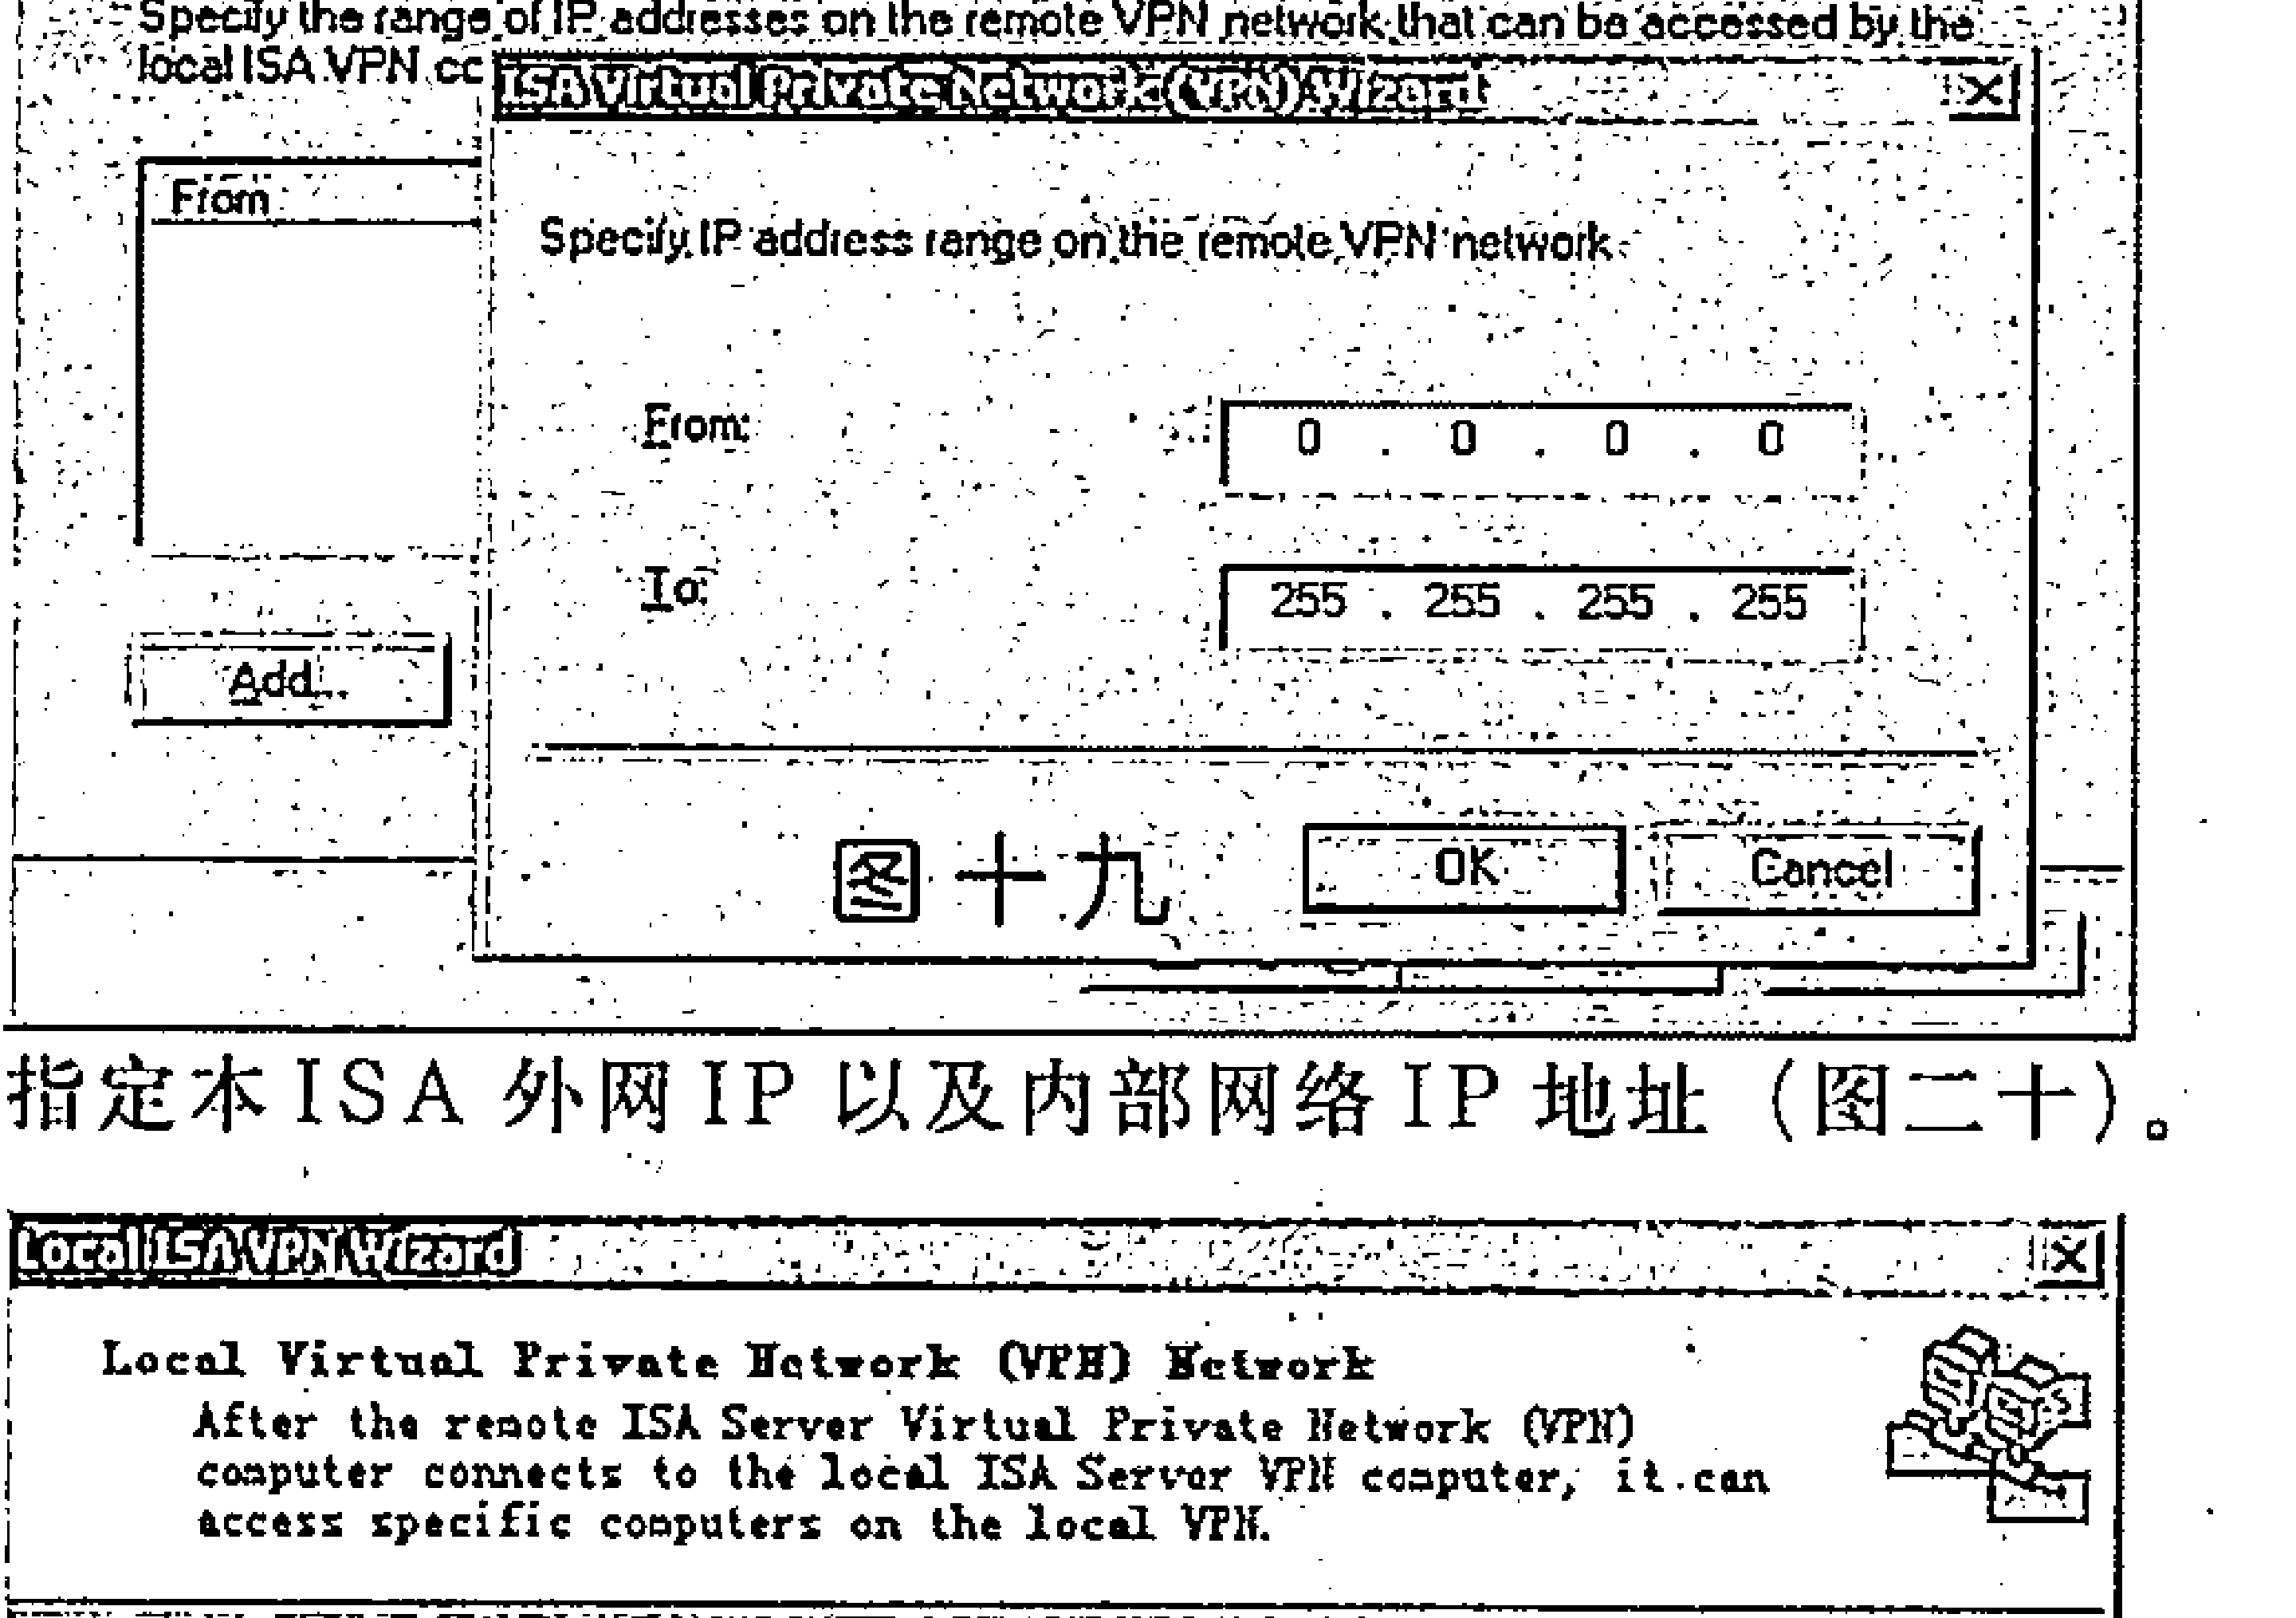 Specify the range of IP addresses on the remote VPN network that can be accessed by the
local ISA VPN cc
ISA Virtual Private Network (VPN) Wizard
From
Specify IP address range on the remote VPN network
From:
0 . 0 . 0 . 0
To:
255 . 255 . 255 . 255
Add...
图十九
OK
Cancel
指定本ISA 外网IP 以及内部网络IP 地址（图二十）。
Local ISA VPN Wizard
Local Virtual Private Network (VPN) Network
After the remote ISA Server Virtual Private Network (VPN)
computer connects to the local ISA Server VPN computer, it can
access specific computers on the local VPN.